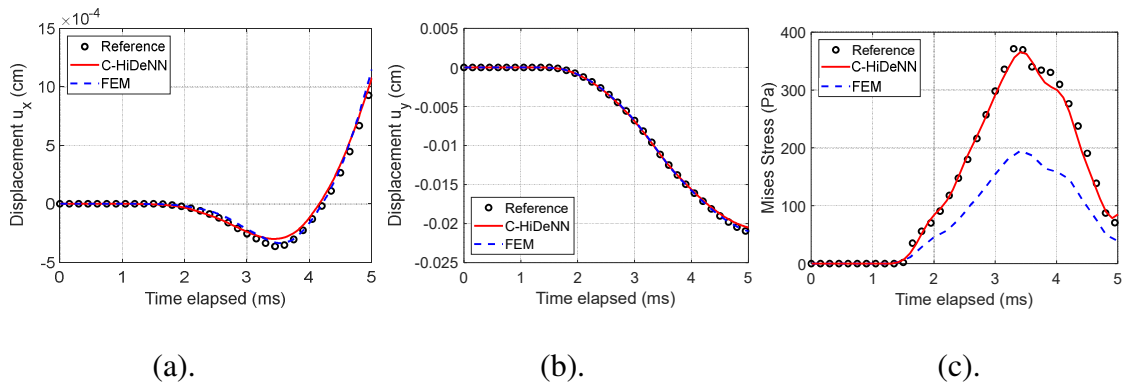 15 ×10⁻⁴
10
5
0
-5
0 1 2 3 4 5
Displacement uₓ (cm)
Time elapsed (ms)
Reference
C-HiDeNN
FEM
(a).
0.005
0
-0.005
-0.01
-0.015
-0.02
-0.025
0 1 2 3 4 5
Displacement u_y (cm)
Time elapsed (ms)
Reference
C-HiDeNN
FEM
(b).
400
300
200
100
0
0 1 2 3 4 5
Mises Stress (Pa)
Time elapsed (ms)
Reference
C-HiDeNN
FEM
(c).